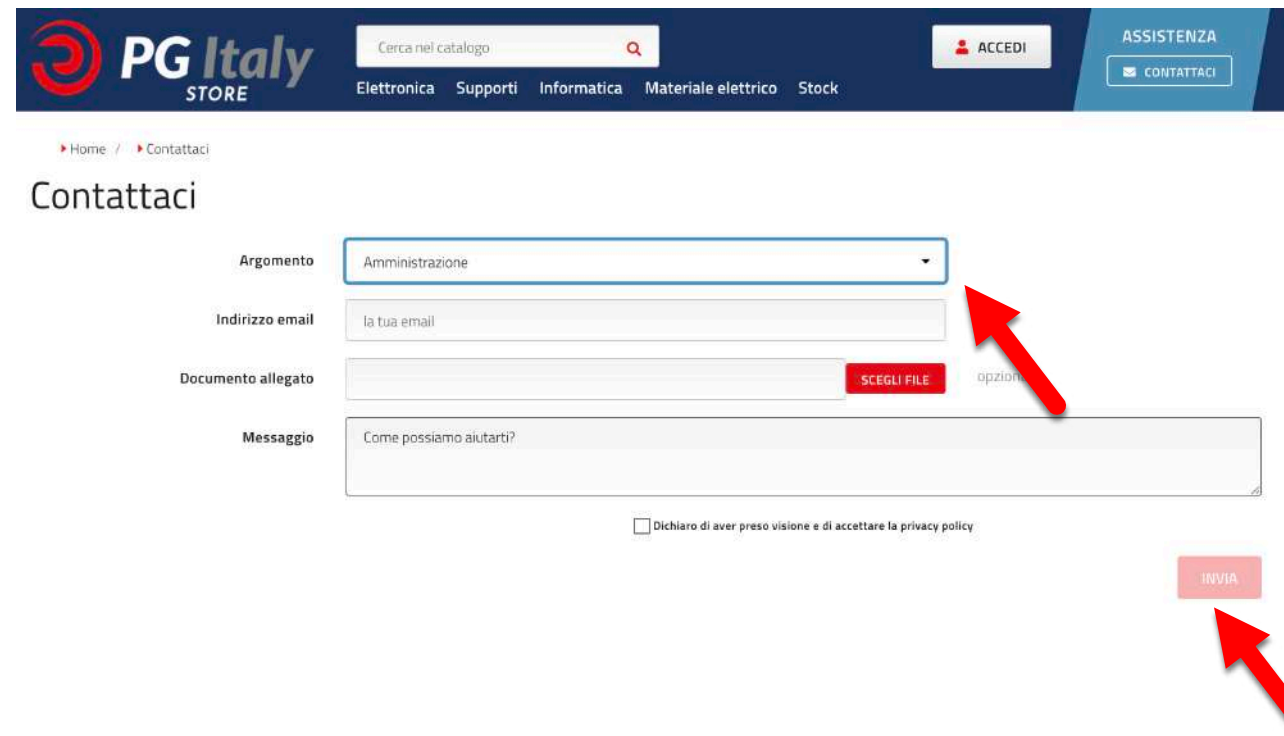 PG Italy
STORE
Cerca nel catalogo
ACCEDI
ASSISTENZA
CONTATTACI
Elettronica Supporti Informatica Materiale elettrico Stock
Home / Contattaci
Contattaci
Argomento Amministrazione
Indirizzo email la tua email
Documento allegato SCEGLI FILE
Messaggio Come possiamo aiutarti?
Dichiaro di aver preso visione e di accettare la privacy policy
INVIA